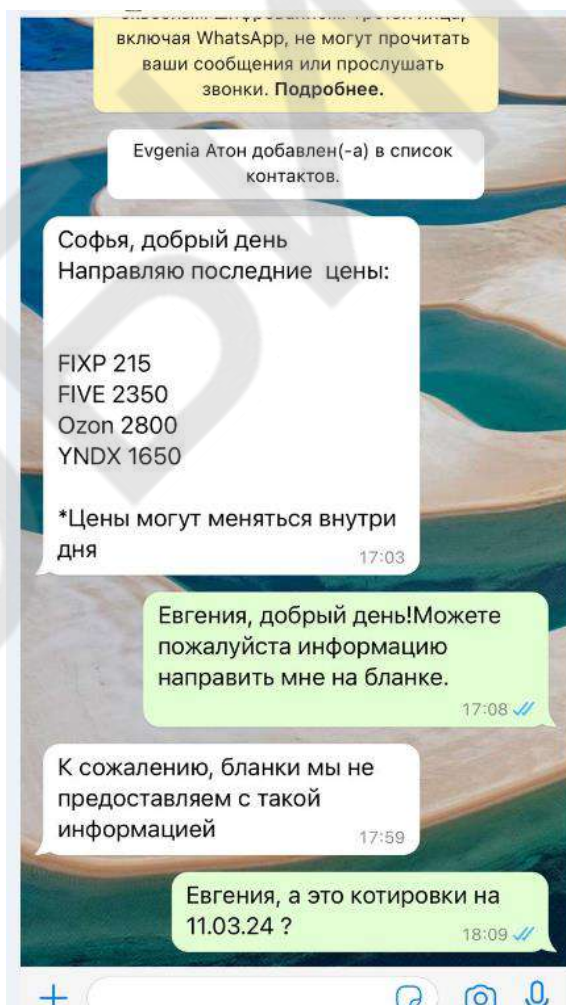 включая WhatsApp, не могут прочитать
ваши сообщения или прослушать
звонки. Подробнее.
Evgenia Атон добавлен(-а) в список
контактов.
Софья, добрый день
Направляю последние цены:
FIXP 215
FIVE 2350
Ozon 2800
YNDX 1650
*Цены могут меняться внутри
дня
17:03
Евгения, добрый день!Можете
пожалуйста информацию
направить мне на бланке.
17:08
К сожалению, бланки мы не
предоставляем с такой
информацией
17:59
Евгения, а это котировки на
11.03.24 ?
18:09